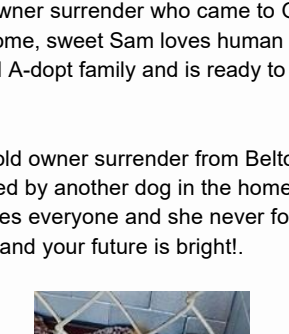 wner surrender who came to
ome, sweet Sam loves human
A-dopt family and is ready to
old owner surrender from Belto
ed by another dog in the home
es everyone and she never fo
and your future is bright!.